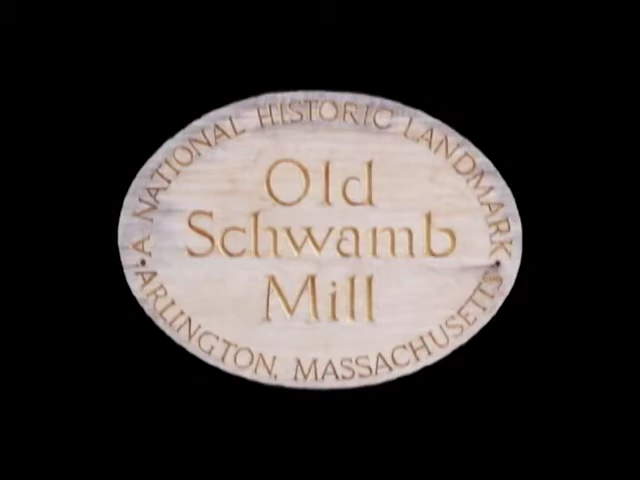 A NATIONAL HISTORIC LANDMARK
Old
Schwamb
Mill
ARLINGTON, MASSACHUSETTS